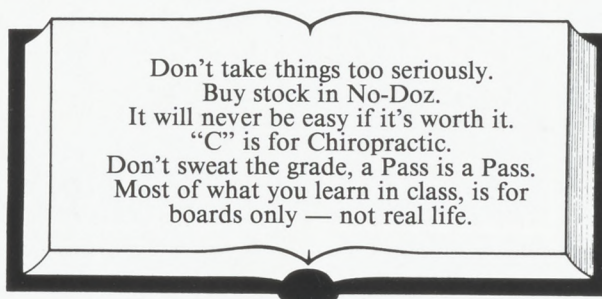 Don't take things too seriously.
Buy stock in No-Doz.
It will never be easy if it's worth it.
“C” is for Chiropractic.
Don't sweat the grade, a Pass is a Pass.
Most of what you learn in class, is for
boards only — not real life.